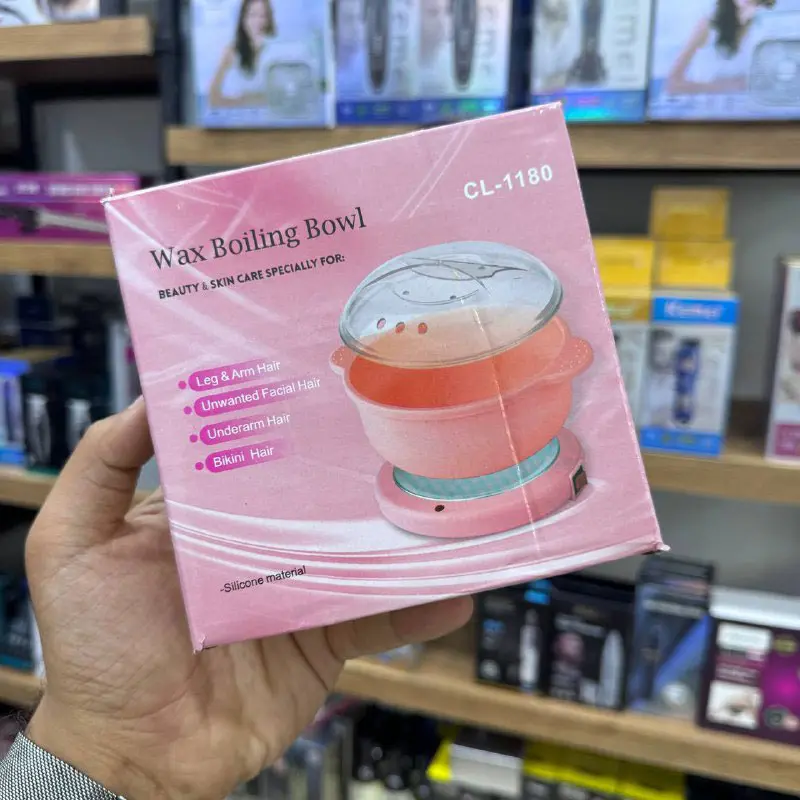 CL-1180
Wax Boiling Bowl
BEAUTY & SKIN CARE SPECIALLY FOR:
Leg & Arm Hair
Unwanted Facial Hair
Underarm Hair
Bikini Hair
-Silicone material
Kemei